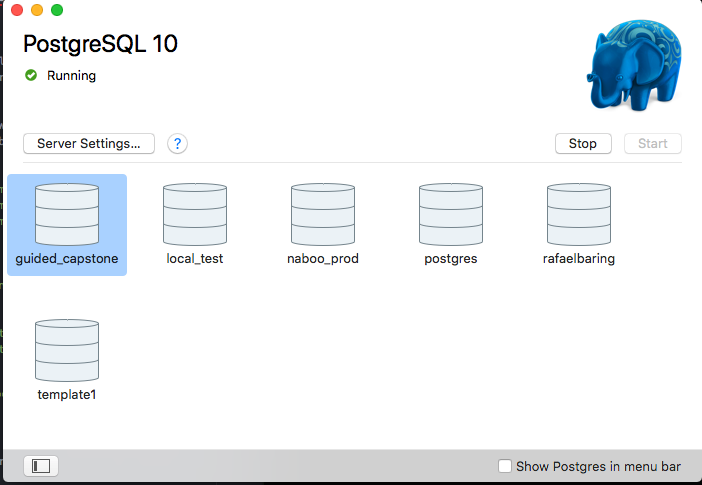 PostgreSQL 10
Running
Server Settings...
?
Stop
Start
guided_capstone
local_test
naboo_prod
postgres
rafaelbaring
template1
Show Postgres in menu bar